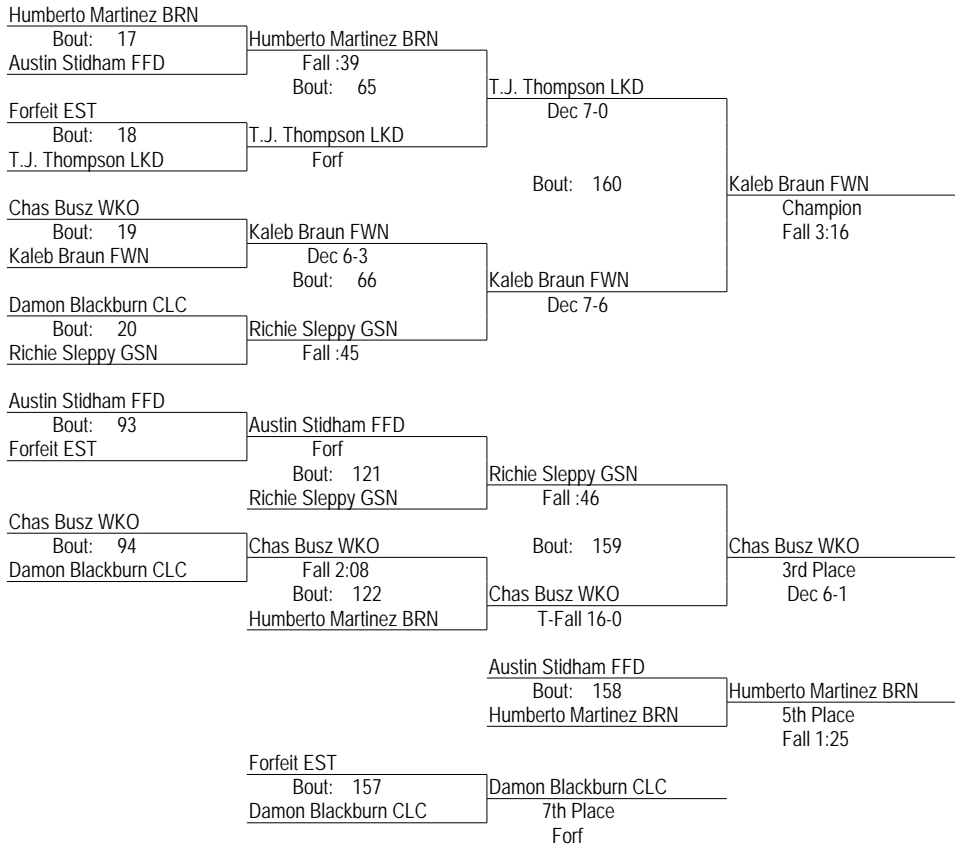 Humberto Martinez BRN
Bout: 17
Humberto Martinez BRN
Austin Stidham FFD
Fall :39
Bout: 65
T.J. Thompson LKD
Forfeit EST
Dec 7-0
Bout: 18
T.J. Thompson LKD
T.J. Thompson LKD
Forf
Bout: 160
Kaleb Braun FWN
Chas Busz WKO
Champion
Bout: 19
Kaleb Braun FWN
Fall 3:16
Kaleb Braun FWN
Dec 6-3
Bout: 66
Kaleb Braun FWN
Damon Blackburn CLC
Dec 7-6
Bout: 20
Richie Sleppy GSN
Richie Sleppy GSN
Fall :45
Austin Stidham FFD
Bout: 93
Austin Stidham FFD
Forfeit EST
Forf
Bout: 121
Richie Sleppy GSN
Richie Sleppy GSN
Fall :46
Chas Busz WKO
Bout: 94
Chas Busz WKO
Bout: 159
Chas Busz WKO
Damon Blackburn CLC
Fall 2:08
3rd Place
Bout: 122
Chas Busz WKO
Dec 6-1
Humberto Martinez BRN
T-Fall 16-0
Austin Stidham FFD
Bout: 158
Humberto Martinez BRN
Humberto Martinez BRN
5th Place
Fall 1:25
Forfeit EST
Bout: 157
Damon Blackburn CLC
Damon Blackburn CLC
7th Place
Forf